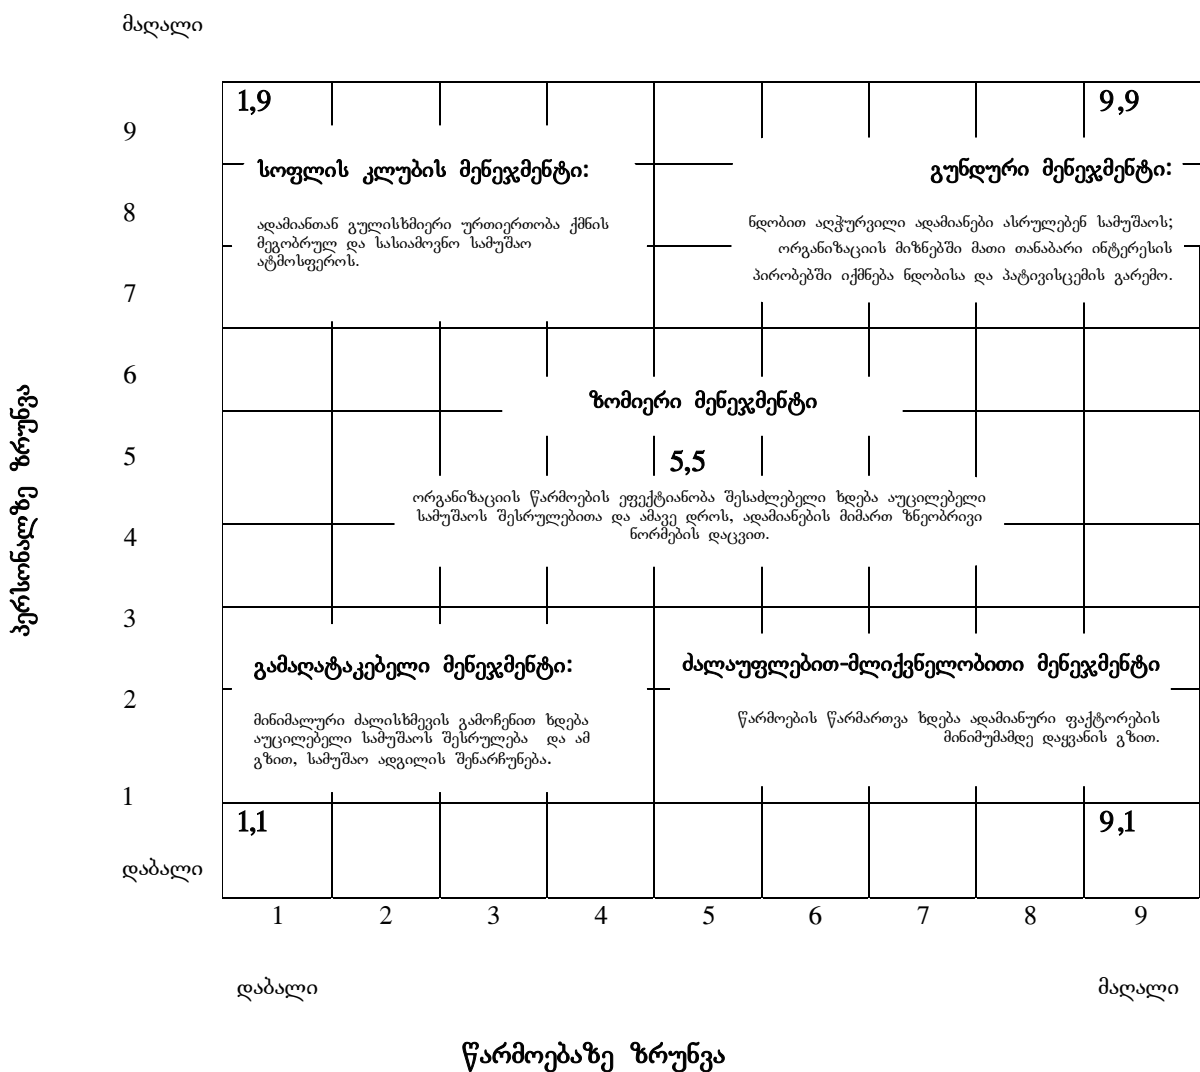 მაღალი
1,9
9,9
9
სოფლის კლუბის მენეჯმენტი:
გუნდური მენეჯმენტი:
8
ადამიანთან გულისხმიერი ურთიერთობა ქმნის
მეგობრულ და სასიამოვნო სამუშაო
ატმოსფეროს.
ნდობით აღჭურვილი ადამიანები ასრულებენ სამუშაოს;
ორგანიზაციის მიზნებში მათი თანაბარი ინტერესის
პირობებში იქმნება ნდობისა და პატივისცემის გარემო.
7
6
ზომიერი მენეჯმენტი
პერსონალზე ზრუნვა
5
5,5
ორგანიზაციის წარმოების ეფექტიანობა შესაძლებელი ხდება აუცილებელი
სამუშაოს შესრულებითა და ამავე დროს, ადამიანების მიმართ ზნეობრივი
ნორმების დაცვით.
4
3
გამაღატაკებელი მენეჯმენტი:
ძალაუფლებით-მლიქვნელობითი მენეჯმენტი
2
მინიმალური ძალისხმევის გამოჩენით ხდება
აუცილებელი სამუშაოს შესრულება და ამ
გზით, სამუშაო ადგილის შენარჩუნება.
წარმოების წარმართვა ხდება ადამიანური ფაქტორების
მინიმუმამდე დაყვანის გზით.
1
1,1
9,1
დაბალი
1 2 3 4 5 6 7 8 9
დაბალი
მაღალი
წარმოებაზე ზრუნვა